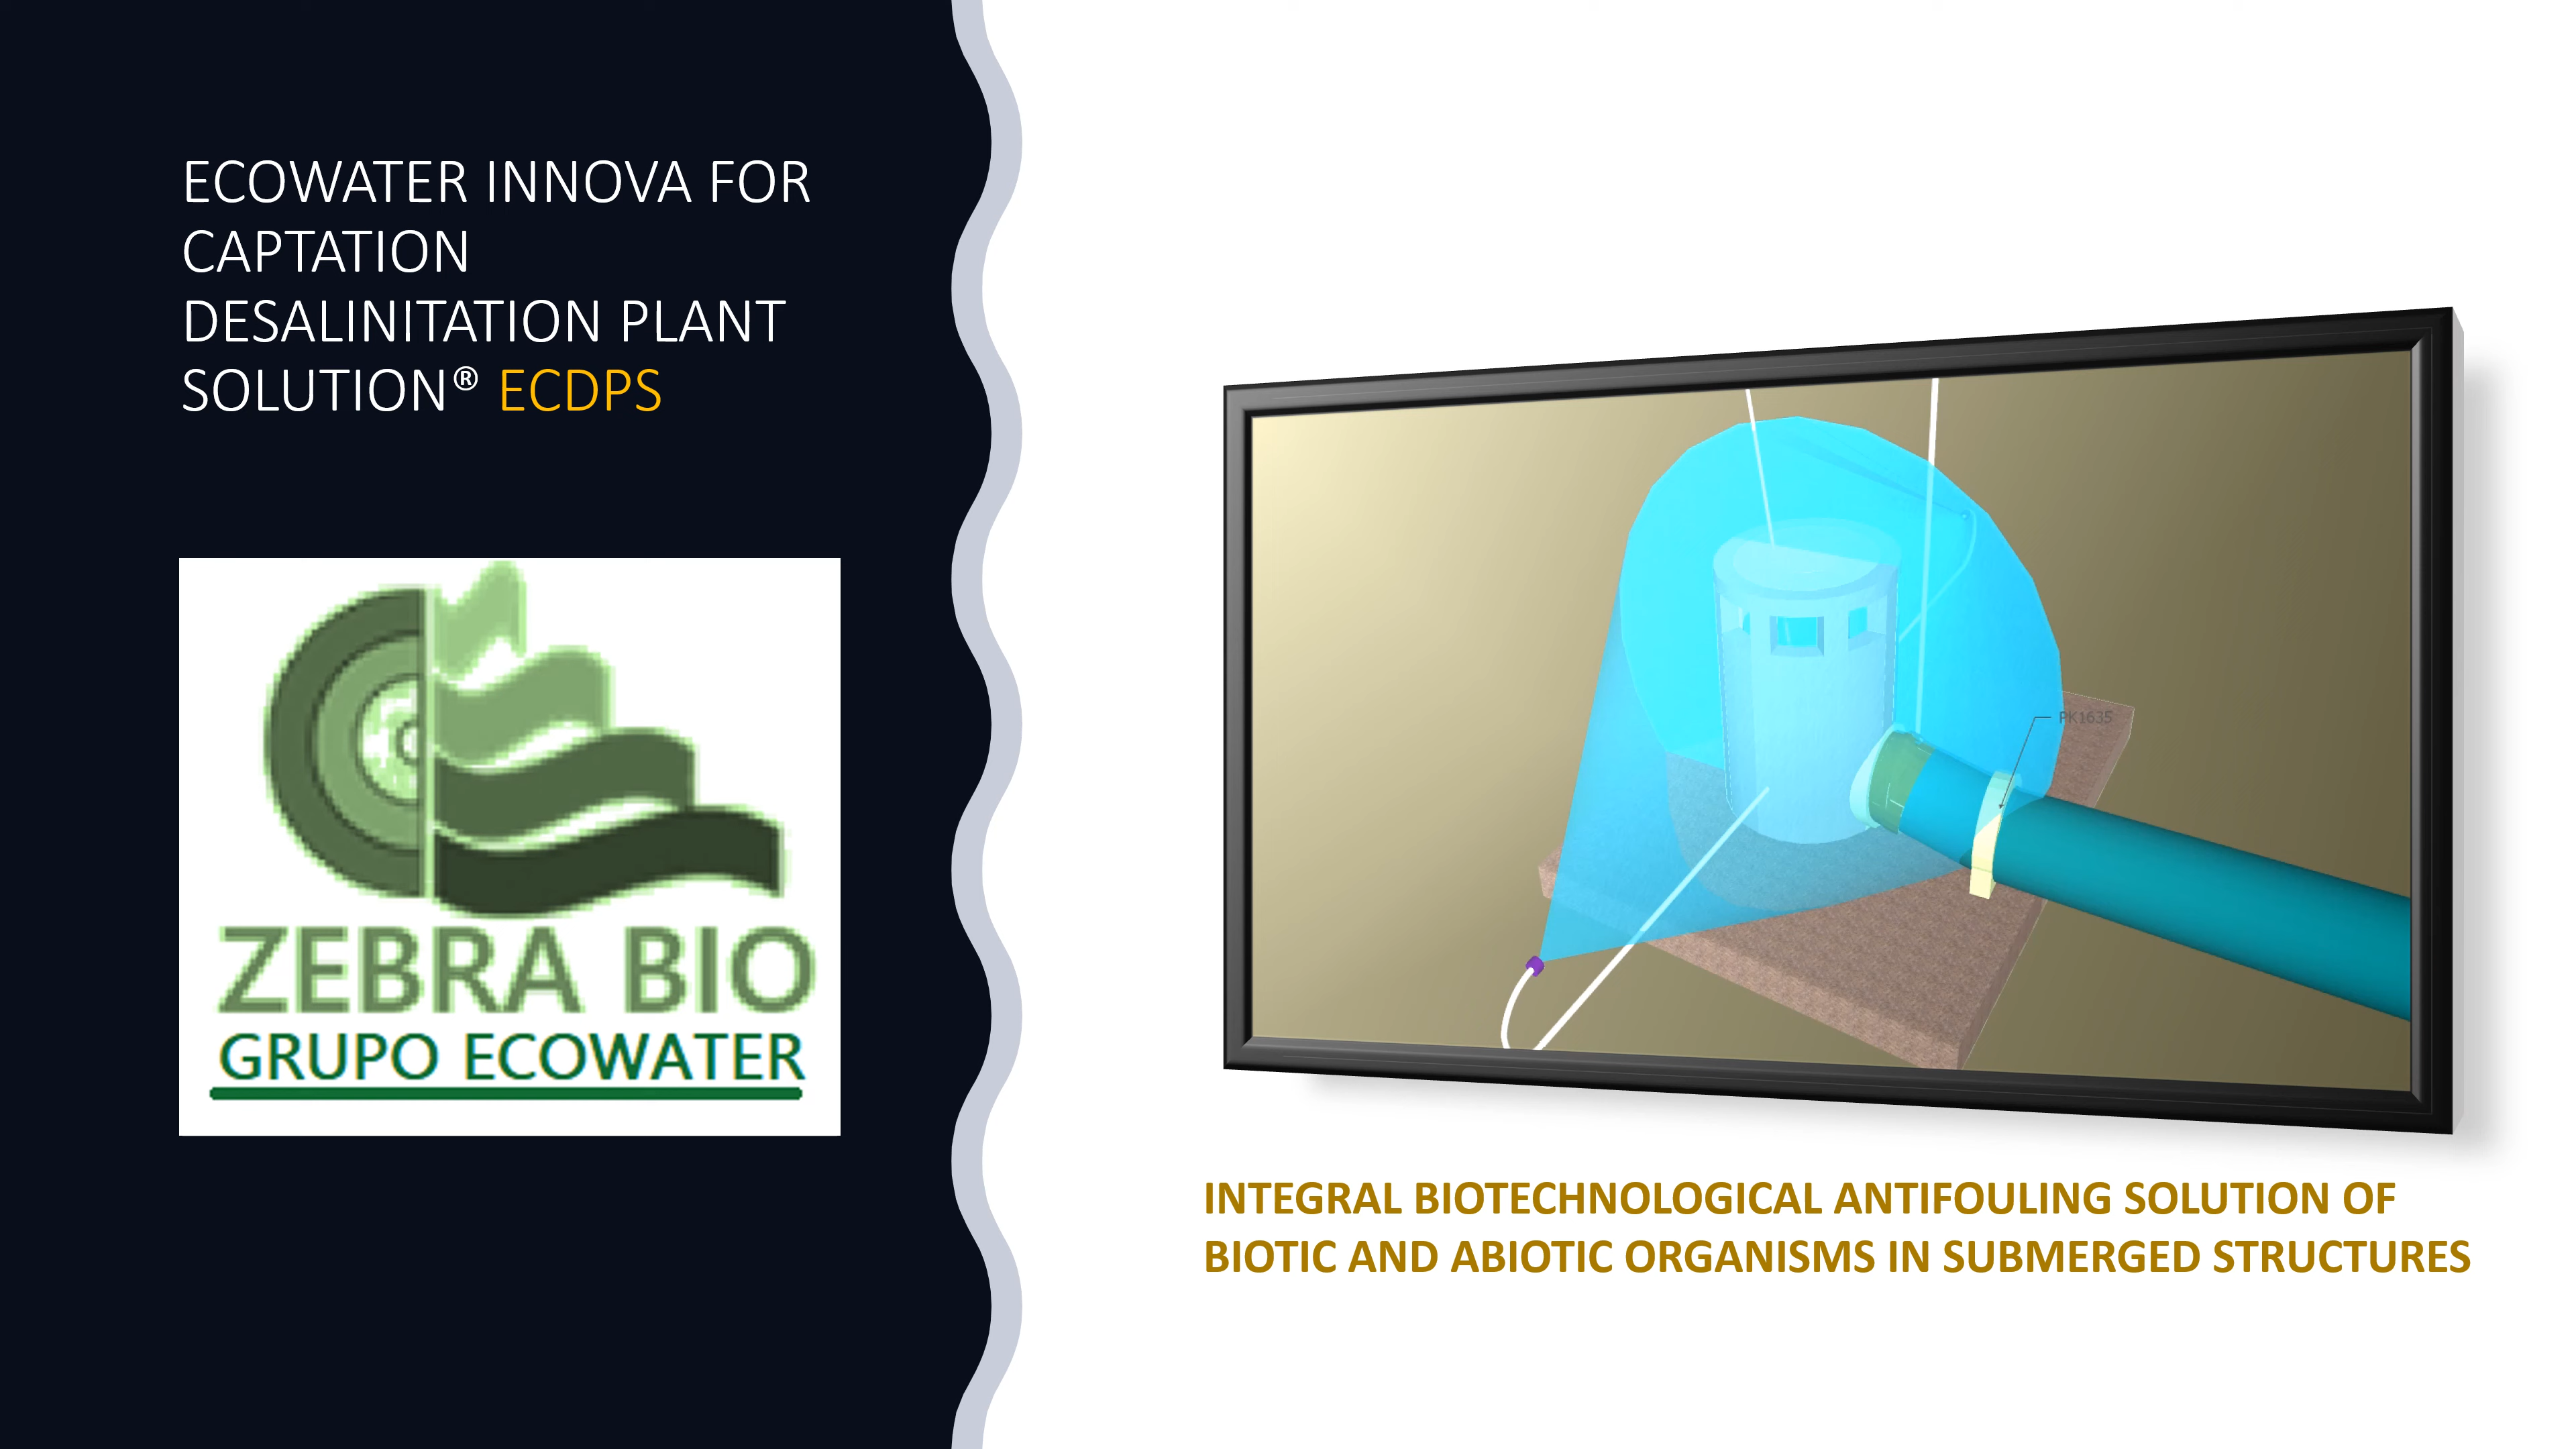 ECOWATER INNOVA FOR
CAPTATION
DESALINITATION PLANT
SOLUTION® ECDPS
ZEBRA BIO
GRUPO ECOWATER
PK1635
INTEGRAL BIOTECHNOLOGICAL ANTIFOULING SOLUTION OF
BIOTIC AND ABIOTIC ORGANISMS IN SUBMERGED STRUCTURES